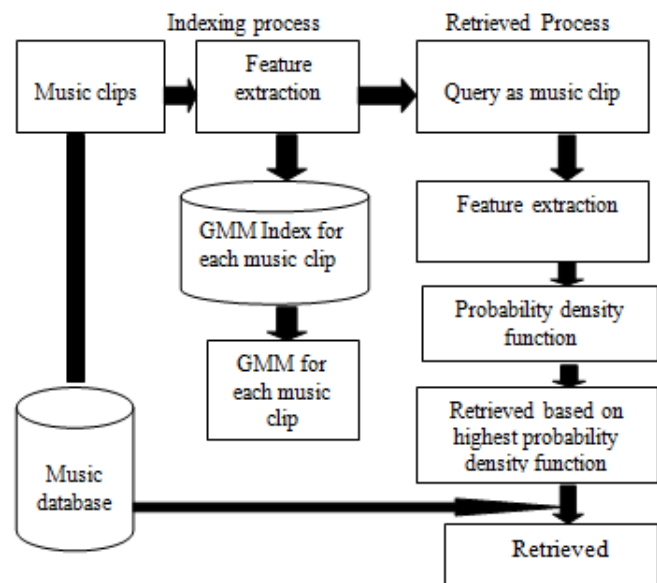 Indexing process
Retrieved Process
Music clips
Feature
extraction
Query as music clip
GMM Index for
each music clip
Feature extraction
GMM for
each music
clip
Probability density
function
Retrieved based on
highest probability
density function
Music
database
Retrieved